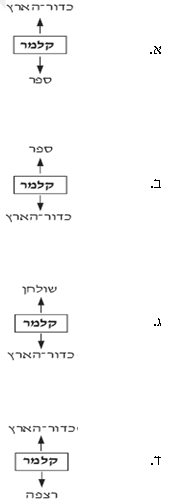 כדור-הארץ
א. קלמר
ספר
ספר
ב. קלמר
כדור-הארץ
שולחן
ג. קלמר
כדור-הארץ
כדור-הארץ
ד. קלמר
רצפה